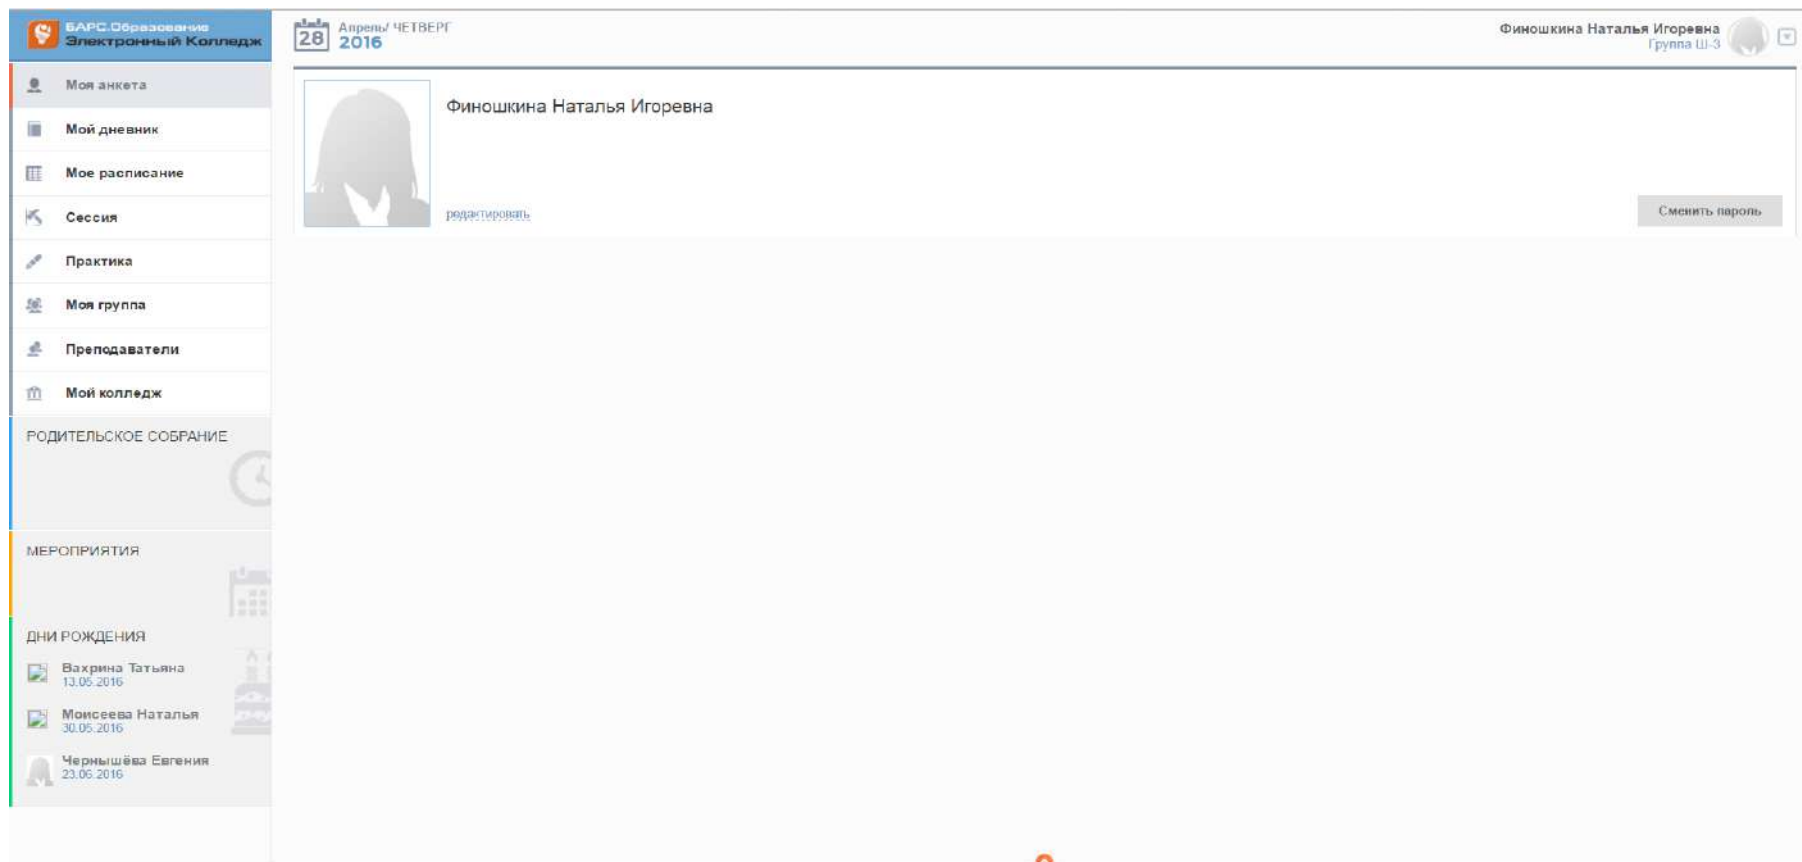 БАРС.Образование
Электронный Колледж
28
Апрель/ ЧЕТВЕРГ
2016
Финошкина Наталья Игоревна
Группа Ш-3
Моя анкета
Мой дневник
Мое расписание
Сессия
Практика
Моя группа
Преподаватели
Мой колледж
Финошкина Наталья Игоревна
редактировать
Сменить пароль
РОДИТЕЛЬСКОЕ СОБРАНИЕ
МЕРОПРИЯТИЯ
ДНИ РОЖДЕНИЯ
Вахрина Татьяна
13.05.2016
Моисеева Наталья
30.05.2016
Чернышёва Евгения
23.06.2016